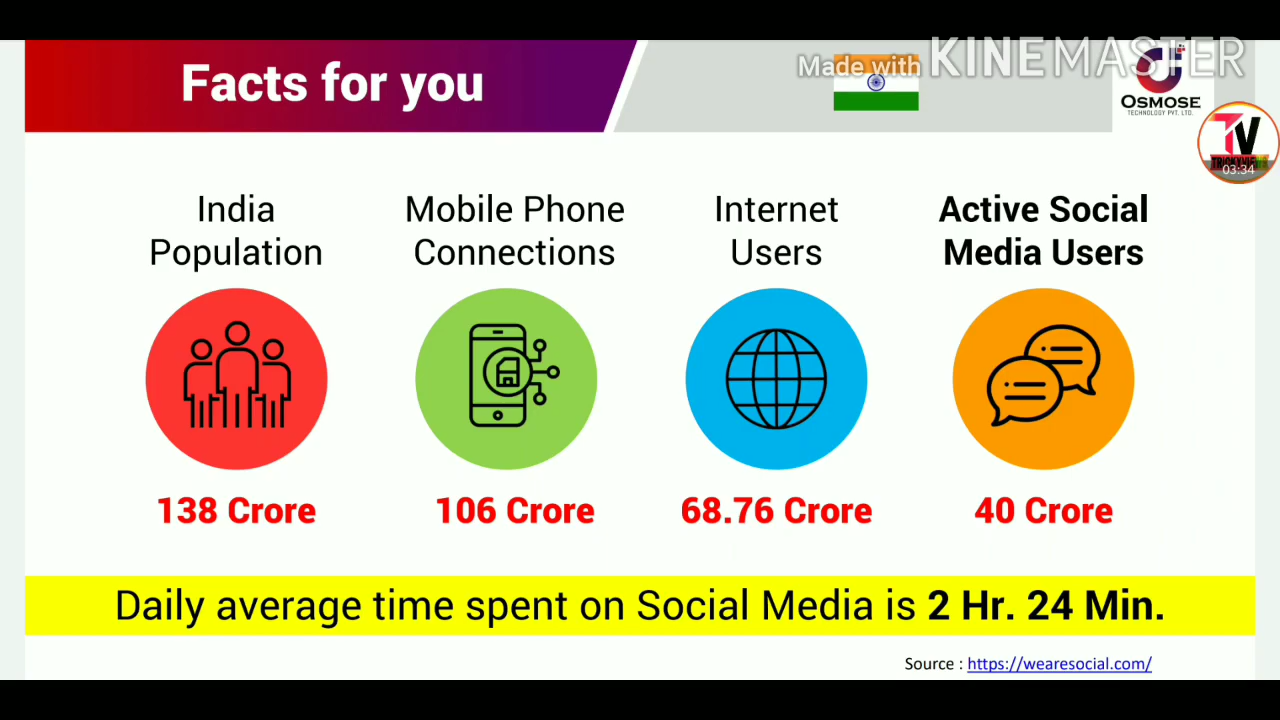 Facts for you
Made with KINEMASTER
OSMOSE
TECHNOLOGY PVT. LTD.
TV
03:34
India
Population
Mobile Phone
Connections
Internet
Users
Active Social
Media Users
138 Crore
106 Crore
68.76 Crore
40 Crore
Daily average time spent on Social Media is 2 Hr. 24 Min.
Source : https://wearesocial.com/